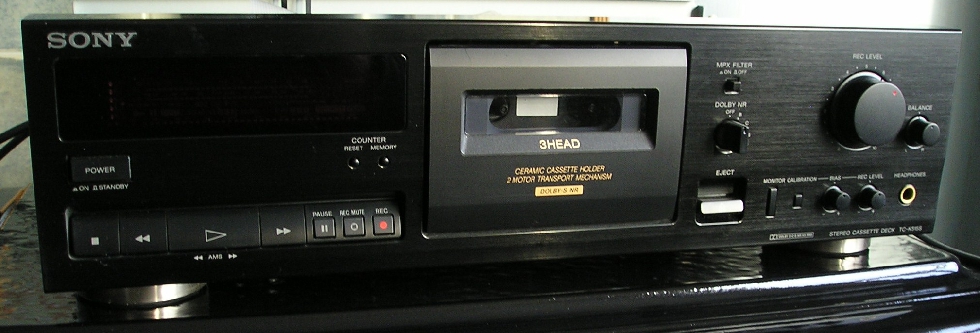 SONY
POWER
ON STANDBY
COUNTER
RESET MEMORY
PAUSE REC MUTE REC
AMS
3HEAD
CERAMIC CASSETTE HOLDER
2 MOTOR TRANSPORT MECHANISM
DOLBY-S NR
MPX FILTER
ON OFF
DOLBY NR
OFF B
C
EJECT
REC LEVEL
BALANCE
MONITOR CALIBRATION BIAS REC LEVEL HEADPHONES
STEREO CASSETTE DECK